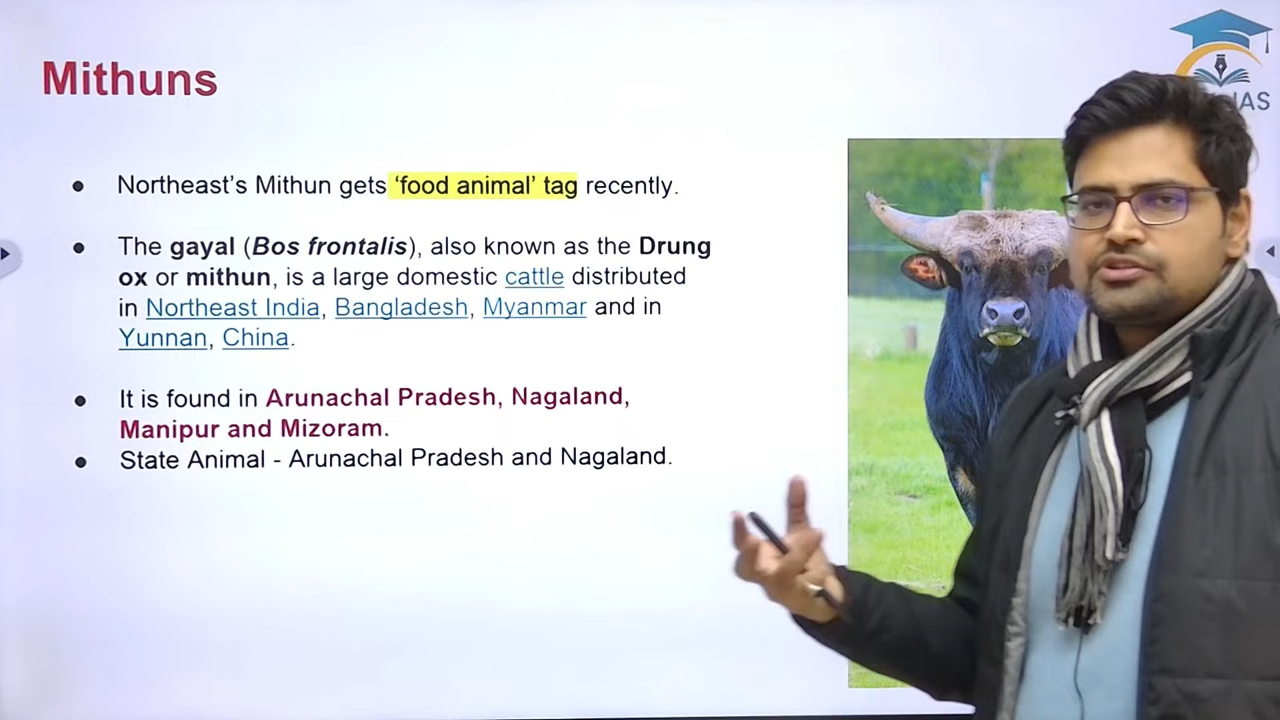 Mithuns
● Northeast's Mithun gets 'food animal' tag recently.
● The gayal (Bos frontalis), also known as the Drung
ox or mithun, is a large domestic cattle distributed
in Northeast India, Bangladesh, Myanmar and in
Yunnan, China.
● It is found in Arunachal Pradesh, Nagaland,
Manipur and Mizoram.
● State Animal - Arunachal Pradesh and Nagaland.